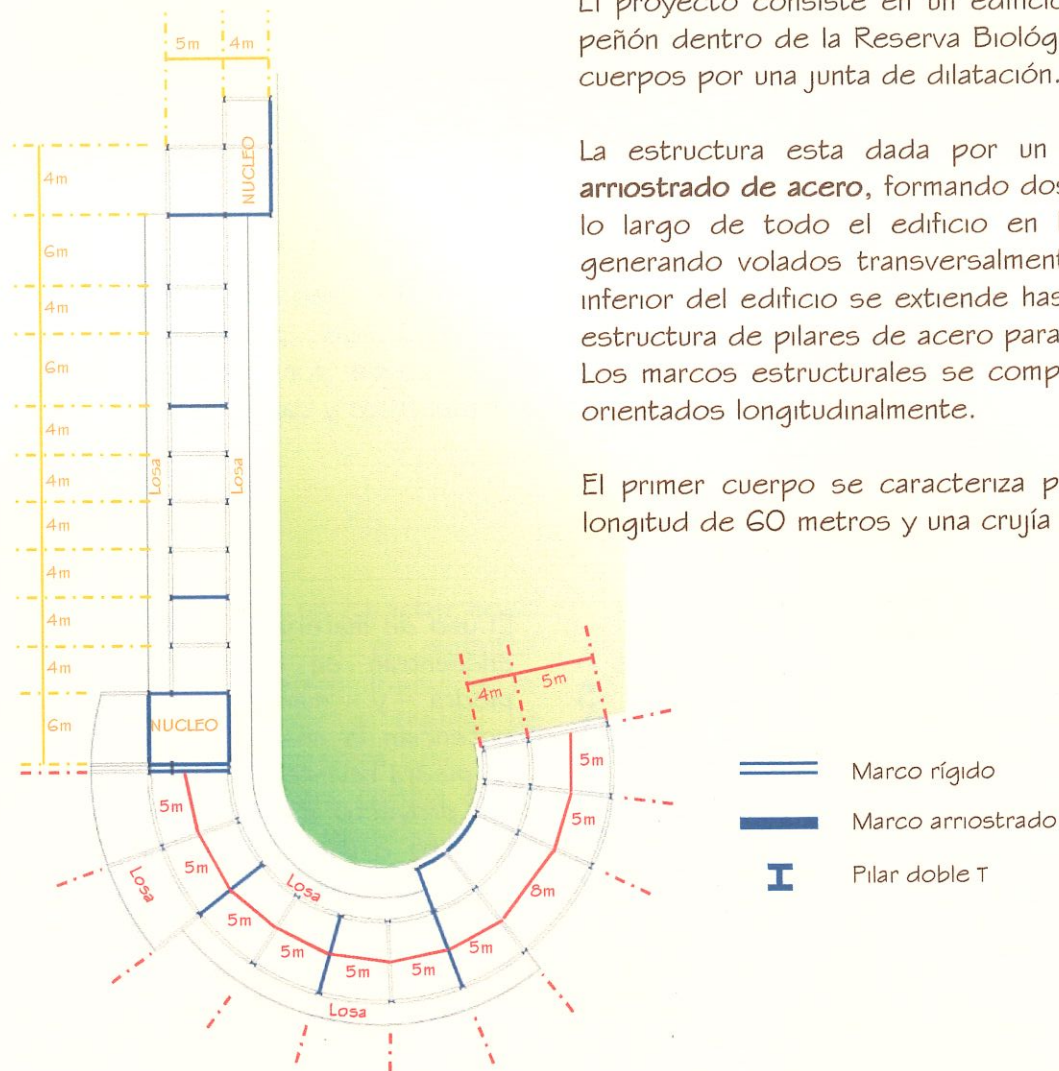 El proyecto consiste en un edificio
peñón dentro de la Reserva Biológ
cuerpos por una junta de dilatación.
La estructura esta dada por un
arriostrado de acero, formando dos
lo largo de todo el edificio en
generando volados transversalment
inferior del edificio se extiende has
estructura de pilares de acero para
Los marcos estructurales se comp
orientados longitudinalmente.
El primer cuerpo se caracteriza p
longitud de 60 metros y una crujía
5m 4m
NUCLEO
4m
6m
4m
6m
4m
4m
4m
4m
4m
4m
6m
Losa
Losa
NUCLEO
4m 5m
5m
5m
8m
5m
5m
5m
5m
5m
5m
5m
Losa
Losa
Losa
Marco rígido
Marco arriostrado
Pilar doble T